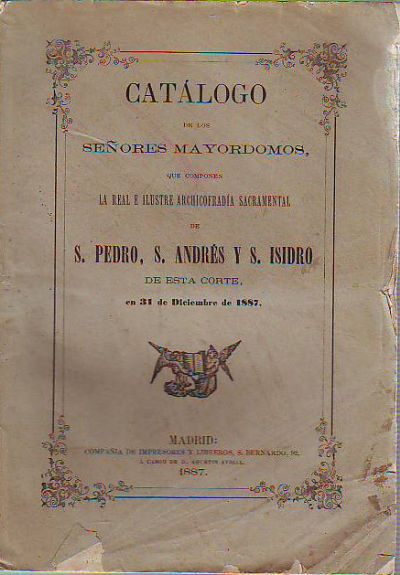 CATÁLOGO
DE LOS
SEÑORES MAYORDOMOS,
QUE COMPONEN
LA REAL E ILUSTRE ARCHICOFRADÍA SACRAMENTAL
DE
S. PEDRO, S. ANDRÉS Y S. ISIDRO
DE ESTA CORTE,
en 31 de Diciembre de 1887.
MADRID:
COMPAÑIA DE IMPRESORES Y LIBREROS, S. BERNARDO, 92,
Á CARGO DE D. AGUSTIN AVRIAL.
1887.